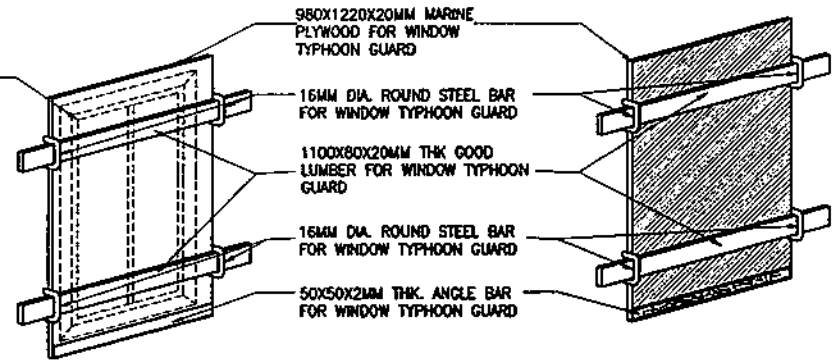 980X1220X20MM MARINE
PLYWOOD FOR WINDOW
TYPHOON GUARD
16MM DIA. ROUND STEEL BAR
FOR WINDOW TYPHOON GUARD
1100X80X20MM THK GOOD
LUMBER FOR WINDOW TYPHOON
GUARD
16MM DIA. ROUND STEEL BAR
FOR WINDOW TYPHOON GUARD
50X50X2MM THK. ANGLE BAR
FOR WINDOW TYPHOON GUARD